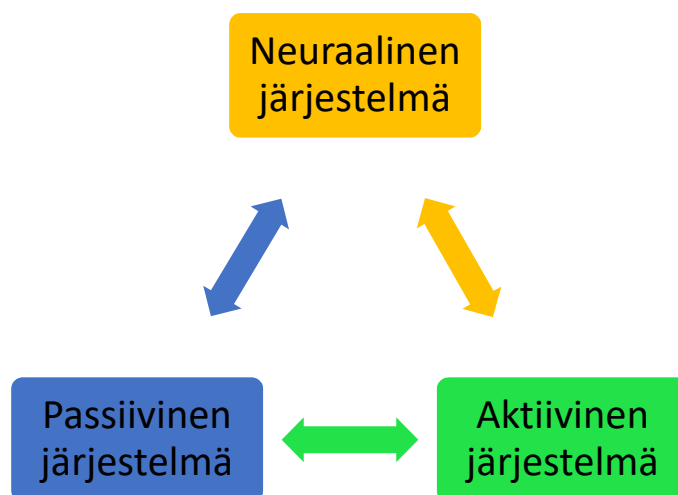 Neuraalinen
järjestelmä
Passiivinen
järjestelmä
Aktiivinen
järjestelmä